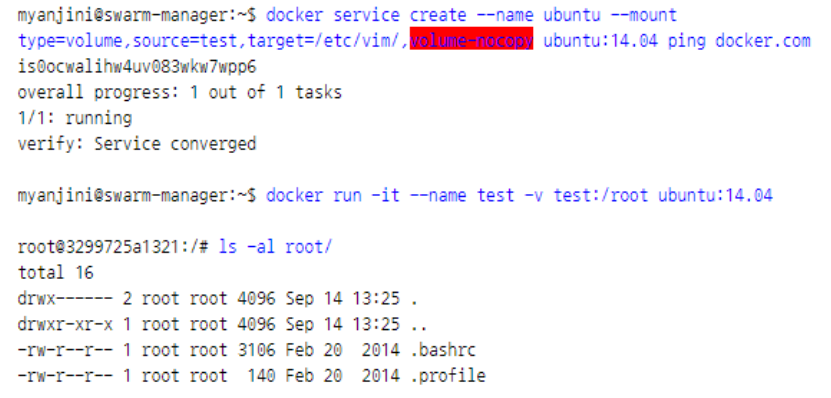 myanjini@swarm-manager:~$ docker service create --name ubuntu --mount
type=volume,source=test,target=/etc/vim/,volume-nocopy ubuntu:14.04 ping docker.com
is0ocwalihw4uv083wkw7wpp6
overall progress: 1 out of 1 tasks
1/1: running
verify: Service converged
myanjini@swarm-manager:~$ docker run -it --name test -v test:/root ubuntu:14.04
root@3299725a1321:/# ls -al root/
total 16
drwx------ 2 root root 4096 Sep 14 13:25 .
drwxr-xr-x 1 root root 4096 Sep 14 13:25 ..
-rw-r--r-- 1 root root 3106 Feb 20  2014 .bashrc
-rw-r--r-- 1 root root  140 Feb 20  2014 .profile